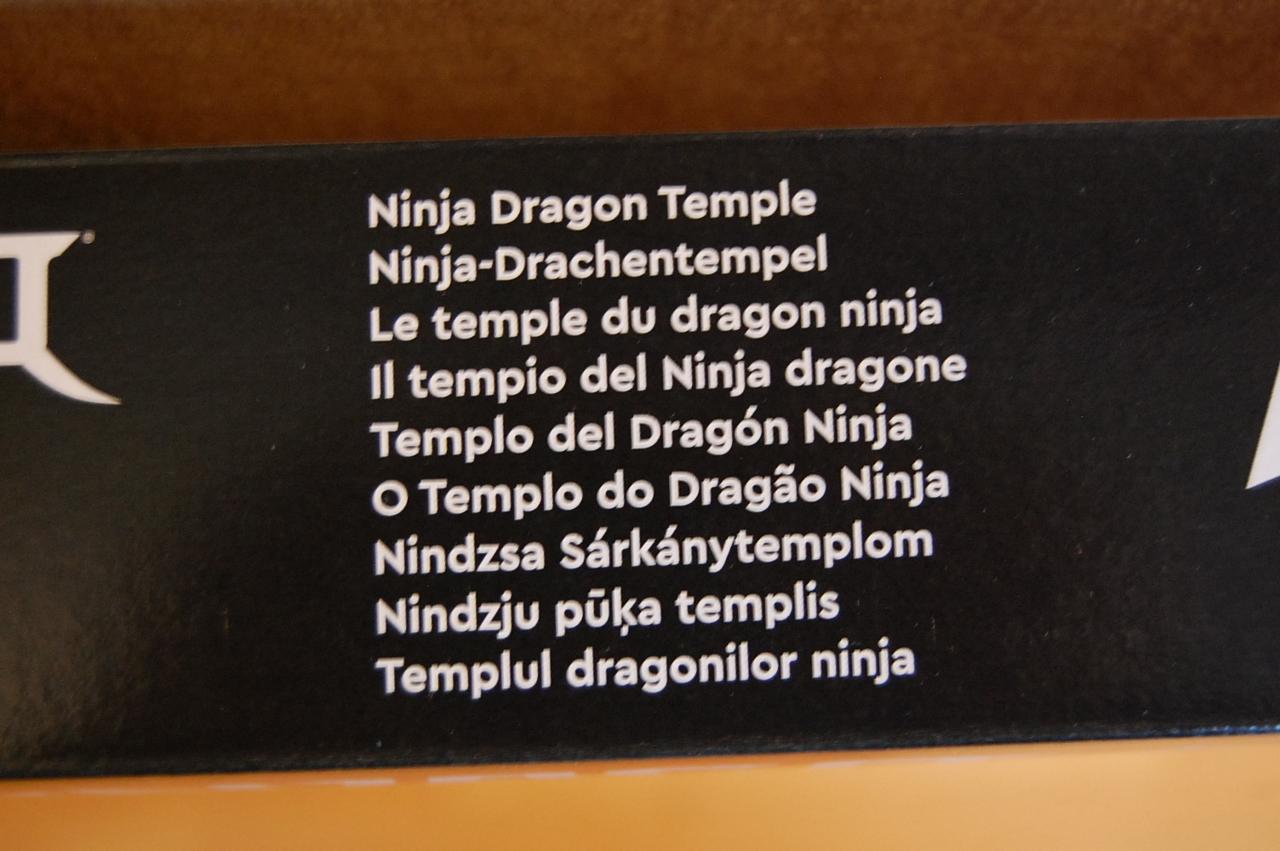 Ninja Dragon Temple
Ninja-Drachentempel
Le temple du dragon ninja
Il tempio del Ninja dragone
Templo del Dragón Ninja
O Templo do Dragão Ninja
Nindzsa Sárkánytemplom
Nindzju pūķa templis
Templul dragonilor ninja